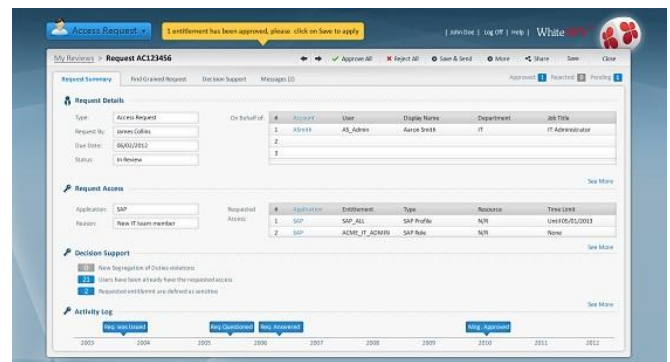 Access Request
1 entitlement has been approved, please click on Save to apply
John Doe | Log Off | Help | White
My Reviews > Request AC123456
Approve All Reject All Save & Send More Share Save Close
Request Summary Find Grained Request Decision Support Messages (2) Approved 1 Rejected 0 Pending 1
Request Details
Type: Access Request On Behalf of: # Account User Display Name Department Job Title
Request By: James Collins 1 ASmith AS_Admin Aaron Smith IT IT Administrator
Due Date: 06/02/2012 2
Status: In Review 3
See More
Request Access
Application: SAP Requested Access: # Application Entitlement Type Resource Time Limit
Reason: New IT team member 1 SAP SAP_ALL SAP Profile N/R Until 05/01/2013
2 SAP ACME_IT_ADMIN SAP Role N/R None
See More
Decision Support
0 New Segregation of Duties violations
21 Users have been already have the requested access
2 Requested entitlemnt are defined as sensitive
See More
Activity Log
Req. was Issued Req. Questioned Req. Answered Mng. Approved
2003 2004 2005 2006 2007 2008 2009 2010 2011 2012